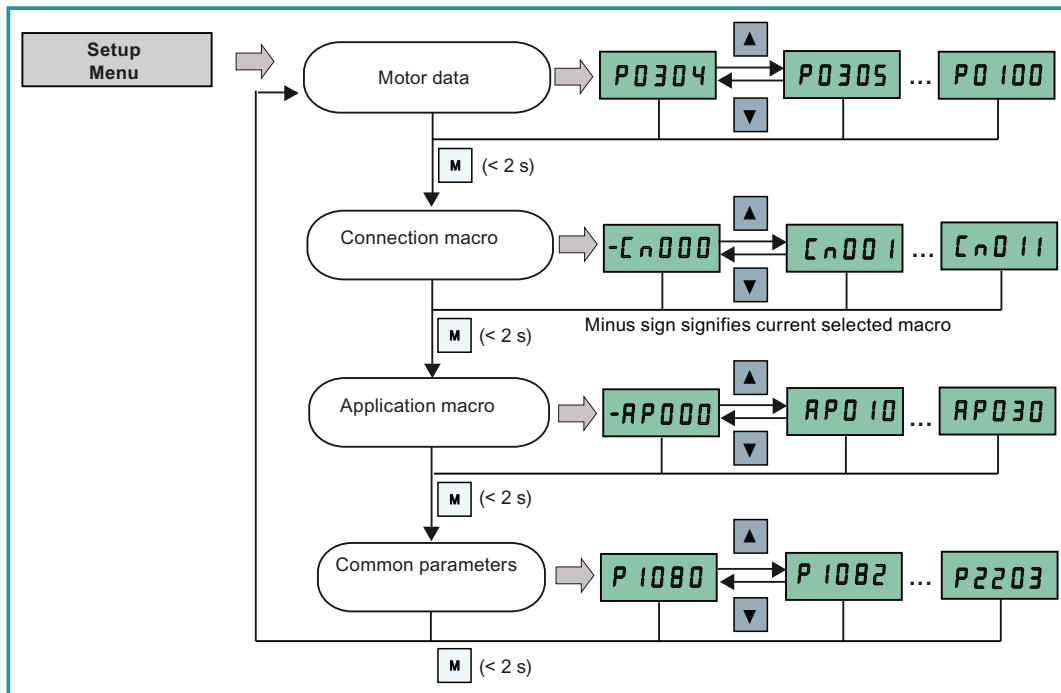 Setup
Menu
Motor data
▲
P0304
P0305
...
P0100
▼
M (< 2 s)
Connection macro
▲
-Cn000
Cn001
...
Cn011
▼
Minus sign signifies current selected macro
M (< 2 s)
Application macro
▲
-AP000
AP010
...
AP030
▼
M (< 2 s)
Common parameters
▲
P1080
P1082
...
P2203
▼
M (< 2 s)